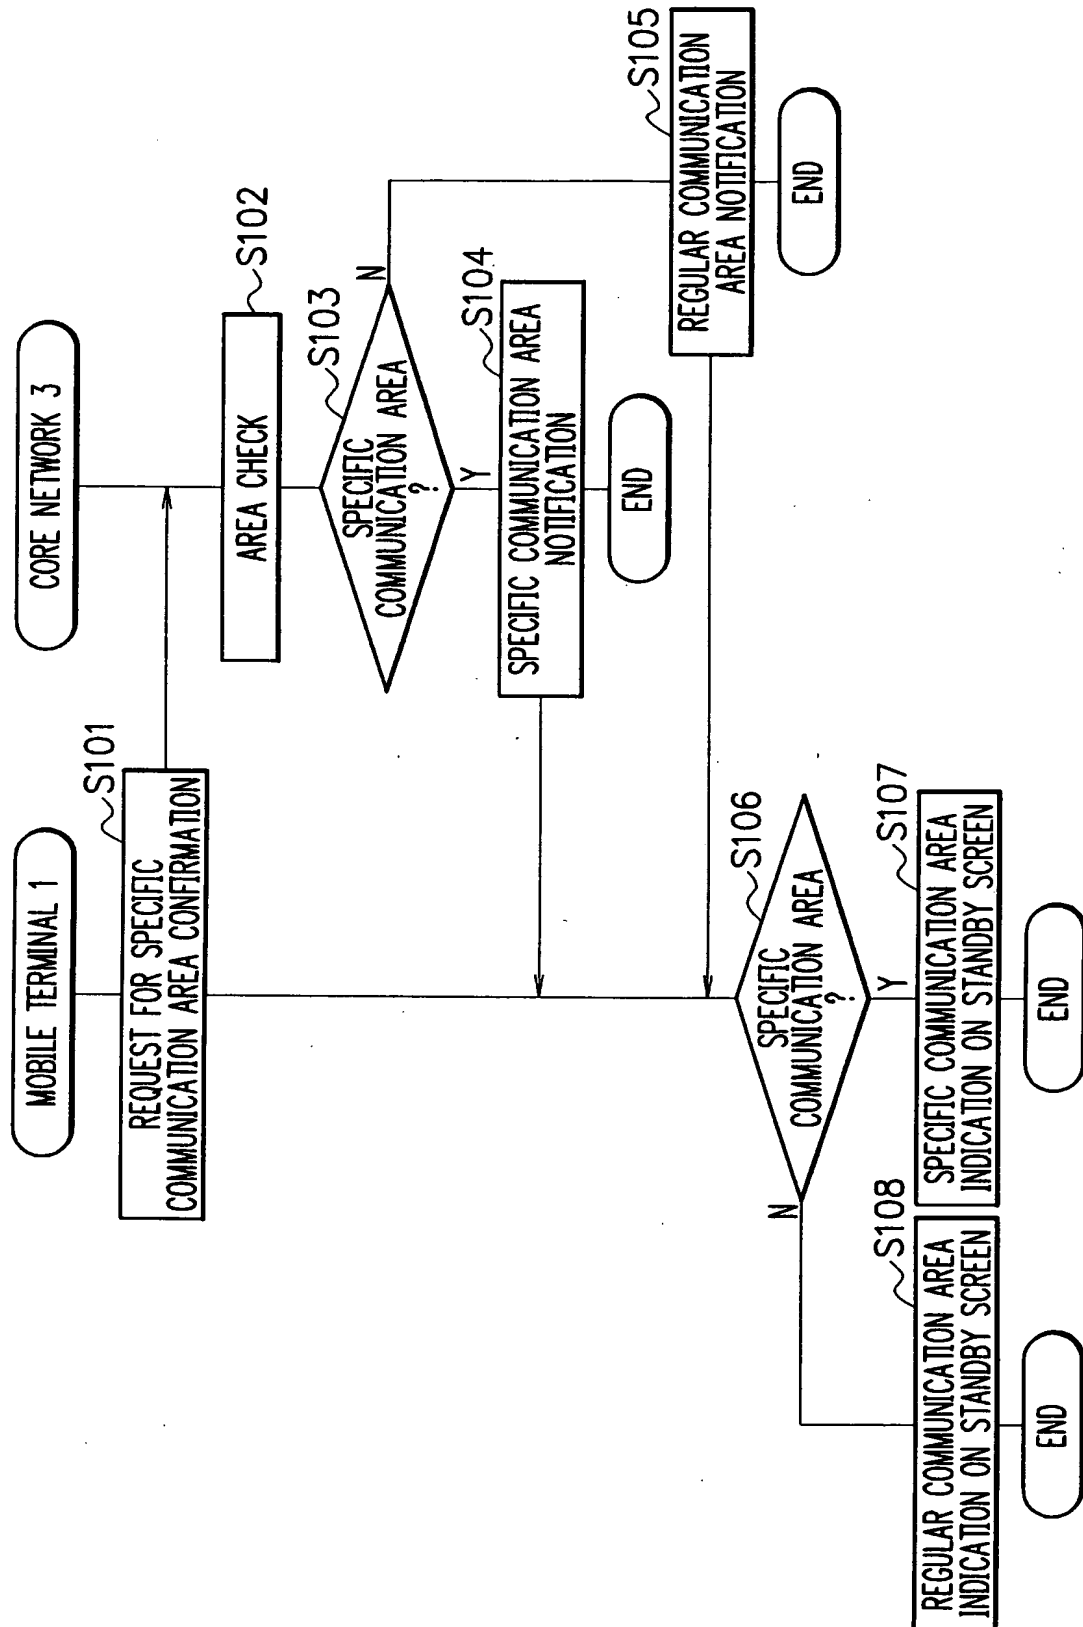 MOBILE TERMINAL 1
S101
REQUEST FOR SPECIFIC
COMMUNICATION AREA CONFIRMATION
CORE NETWORK 3
S102
AREA CHECK
S103
SPECIFIC
COMMUNICATION AREA
?
N
Y
S104
SPECIFIC COMMUNICATION AREA
NOTIFICATION
END
S105
REGULAR COMMUNICATION
AREA NOTIFICATION
END
S106
SPECIFIC
COMMUNICATION AREA
?
N
Y
S107
SPECIFIC COMMUNICATION AREA
INDICATION ON STANDBY SCREEN
END
S108
REGULAR COMMUNICATION AREA
INDICATION ON STANDBY SCREEN
END